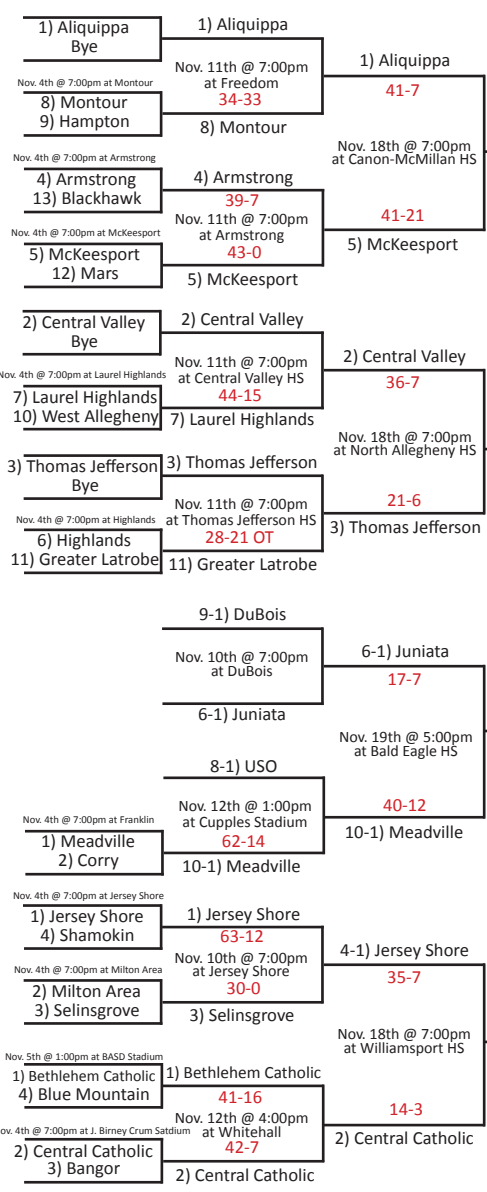 1) Aliquippa
Bye
Nov. 4th @ 7:00pm at Montour
8) Montour
9) Hampton
1) Aliquippa
Nov. 11th @ 7:00pm
at Freedom
34-33
8) Montour
1) Aliquippa
41-7
Nov. 18th @ 7:00pm
at Canon-McMillan HS
41-21
5) McKeesport
Nov. 4th @ 7:00pm at Armstrong
4) Armstrong
13) Blackhawk
Nov. 4th @ 7:00pm at McKeesport
5) McKeesport
12) Mars
4) Armstrong
39-7
Nov. 11th @ 7:00pm
at Armstrong
43-0
5) McKeesport
2) Central Valley
Bye
Nov. 4th @ 7:00pm at Laurel Highlands
7) Laurel Highlands
10) West Allegheny
2) Central Valley
Nov. 11th @ 7:00pm
at Central Valley HS
44-15
7) Laurel Highlands
2) Central Valley
36-7
Nov. 18th @ 7:00pm
at North Allegheny HS
21-6
3) Thomas Jefferson
3) Thomas Jefferson
Bye
Nov. 4th @ 7:00pm at Highlands
6) Highlands
11) Greater Latrobe
3) Thomas Jefferson
Nov. 11th @ 7:00pm
at Thomas Jefferson HS
28-21 OT
11) Greater Latrobe
9-1) DuBois
Nov. 10th @ 7:00pm
at DuBois
6-1) Juniata
6-1) Juniata
17-7
Nov. 19th @ 5:00pm
at Bald Eagle HS
40-12
10-1) Meadville
8-1) USO
Nov. 12th @ 1:00pm
at Cupples Stadium
62-14
10-1) Meadville
Nov. 4th @ 7:00pm at Franklin
1) Meadville
2) Corry
Nov. 4th @ 7:00pm at Jersey Shore
1) Jersey Shore
4) Shamokin
Nov. 4th @ 7:00pm at Milton Area
2) Milton Area
3) Selinsgrove
1) Jersey Shore
63-12
Nov. 10th @ 7:00pm
at Jersey Shore
30-0
3) Selinsgrove
4-1) Jersey Shore
35-7
Nov. 18th @ 7:00pm
at Williamsport HS
14-3
2) Central Catholic
Nov. 5th @ 1:00pm at BASD Stadium
1) Bethlehem Catholic
4) Blue Mountain
ov. 4th @ 7:00pm at J. Birney Crum Satdium
2) Central Catholic
3) Bangor
1) Bethlehem Catholic
41-16
Nov. 12th @ 4:00pm
at Whitehall
42-7
2) Central Catholic